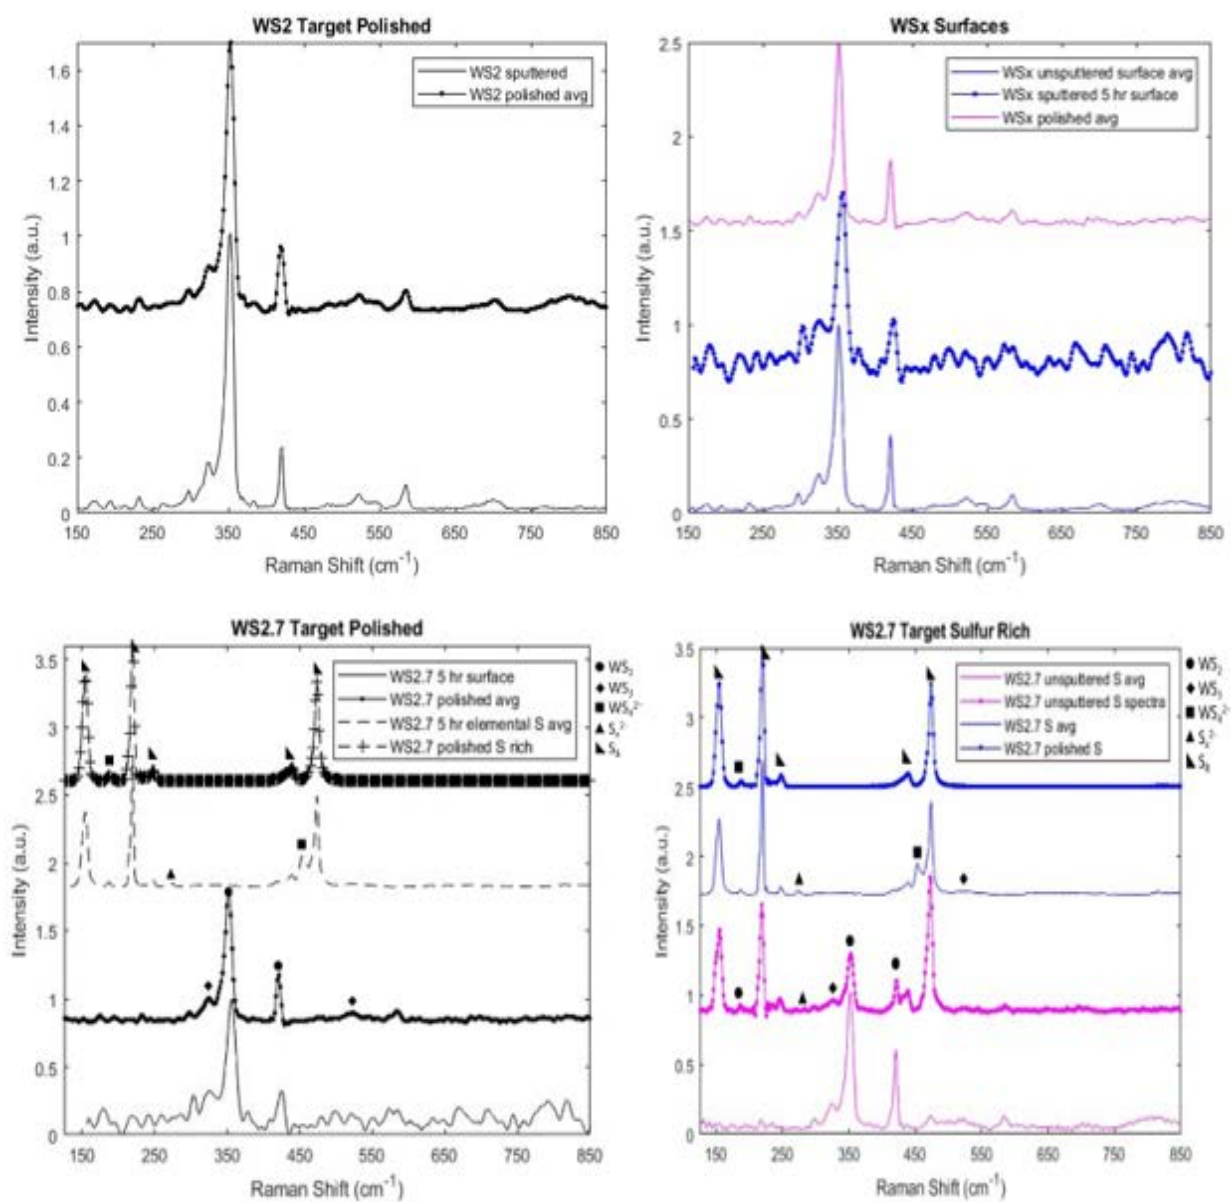 WS2 Target Polished
WS2 sputtered
WS2 polished avg
Intensity (a.u.)
1.6
1.4
1.2
1
0.8
0.6
0.4
0.2
0
150 250 350 450 550 650 750 850
Raman Shift (cm⁻¹)
WSx Surfaces
WSx unsputtered surface avg
WSx sputtered 5 hr surface
WSx polished avg
Intensity (a.u.)
2.5
2
1.5
1
0.5
0
150 250 350 450 550 650 750 850
Raman Shift (cm⁻¹)
WS2.7 Target Polished
WS2.7 5 hr surface
WS2.7 polished avg
WS2.7 5 hr elemental S avg
WS2.7 polished S rich
WS₂
WS₃
WS₄²⁻
Sₓ²⁻
S₈
Intensity (a.u.)
3.5
3
2.5
2
1.5
1
0.5
0
150 250 350 450 550 650 750 850
Raman Shift (cm⁻¹)
WS2.7 Target Sulfur Rich
WS2.7 unsputtered S avg
WS2.7 unsputtered S spectra
WS2.7 S avg
WS2.7 polished S
WS₂
WS₃
WS₄²⁻
Sₓ²⁻
S₈
Intensity (a.u.)
3.5
3
2.5
2
1.5
1
0.5
0
150 250 350 450 550 650 750 850
Raman Shift (cm⁻¹)